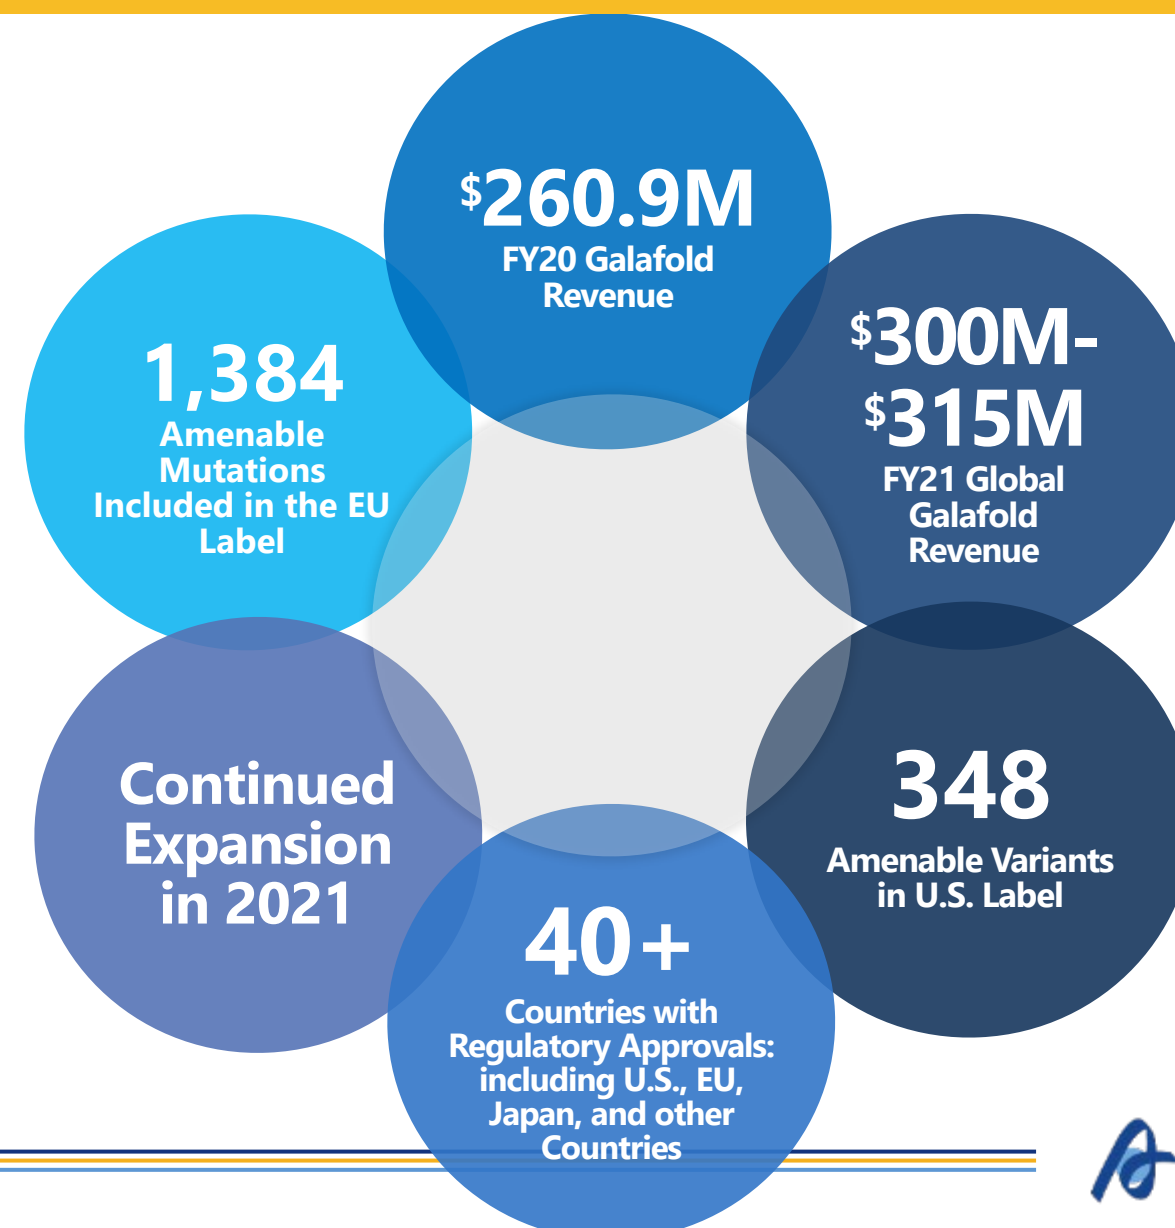 $260.9M
FY20 Galafold
Revenue
$300M-
$315M
FY21 Global
Galafold
Revenue
1,384
Amenable
Mutations
Included in the EU
Label
348
Amenable Variants
in U.S. Label
Continued
Expansion
in 2021
40+
Countries with
Regulatory Approvals:
including U.S., EU,
Japan, and other
Countries